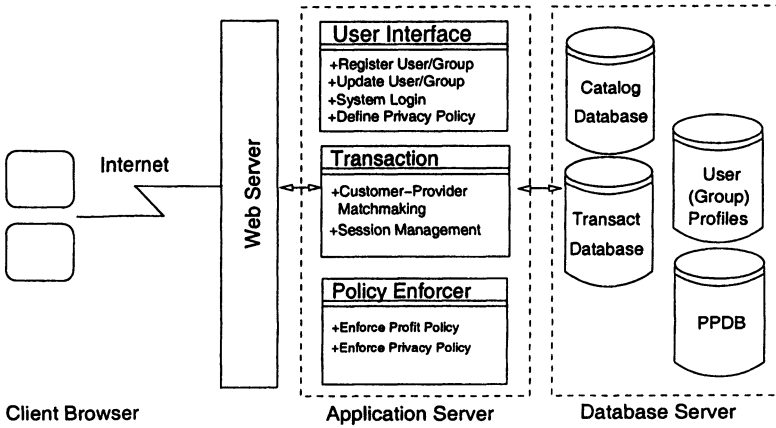 User Interface
+Register User/Group
+Update User/Group
+System Login
+Define Privacy Policy
Transaction
+Customer–Provider
Matchmaking
+Session Management
Policy Enforcer
+Enforce Profit Policy
+Enforce Privacy Policy
Internet
Web Server
Catalog
Database
Transact
Database
User
(Group)
Profiles
PPDB
Client Browser
Application Server
Database Server